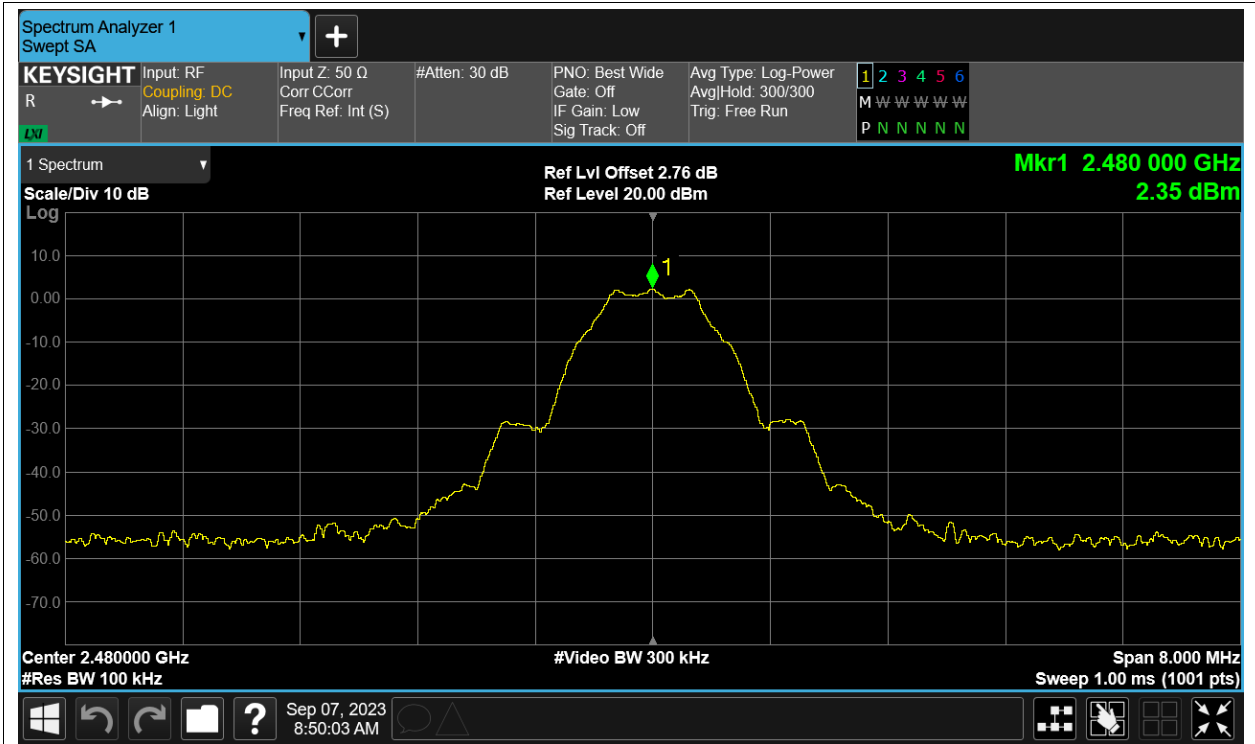 Spectrum Analyzer 1
Swept SA
KEYSIGHT
R
LXI
Input: RF
Coupling: DC
Align: Light
Input Z: 50 Ω
Corr CCorr
Freq Ref: Int (S)
#Atten: 30 dB
PNO: Best Wide
Gate: Off
IF Gain: Low
Sig Track: Off
Avg Type: Log-Power
Avg|Hold: 300/300
Trig: Free Run
1 2 3 4 5 6
M W W W W W
P N N N N N
1 Spectrum
Scale/Div 10 dB
Log
Ref Lvl Offset 2.76 dB
Ref Level 20.00 dBm
Mkr1 2.480 000 GHz
2.35 dBm
1
10.0
0.00
-10.0
-20.0
-30.0
-40.0
-50.0
-60.0
-70.0
Center 2.480000 GHz
#Video BW 300 kHz
Span 8.000 MHz
#Res BW 100 kHz
Sweep 1.00 ms (1001 pts)
?
Sep 07, 2023
8:50:03 AM